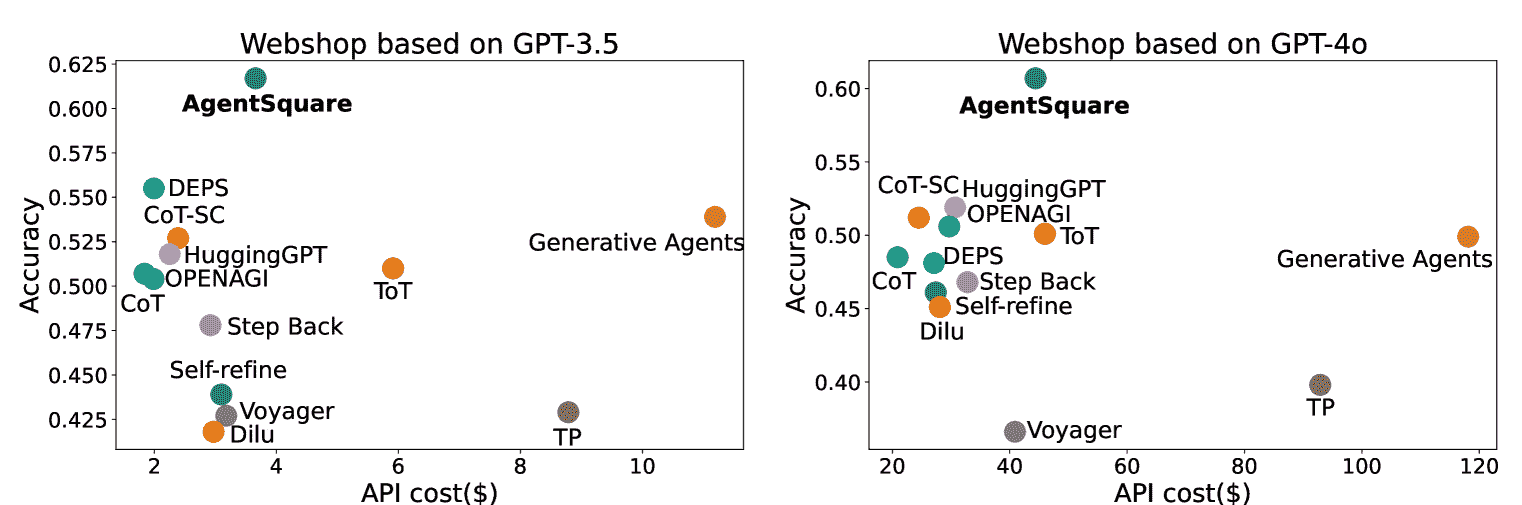 Webshop based on GPT-3.5
0.625
0.600
0.575
0.550
0.525
0.500
0.475
0.450
0.425
Accuracy
AgentSquare
DEPS
CoT-SC
HuggingGPT
OPENAGI
CoT
Generative Agents
ToT
Step Back
Self-refine
Voyager
Dilu
TP
2 4 6 8 10
API cost($)
Webshop based on GPT-4o
0.60
0.55
0.50
0.45
0.40
Accuracy
AgentSquare
CoT-SC
HuggingGPT
OPENAGI
ToT
Generative Agents
DEPS
CoT
Step Back
Self-refine
Dilu
TP
Voyager
20 40 60 80 100 120
API cost($)